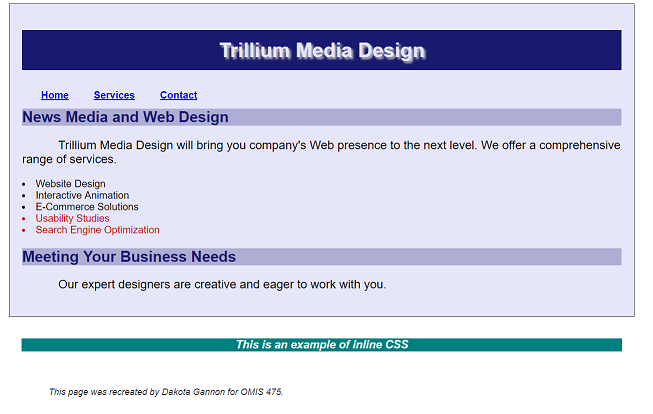 Trillium Media Design
Home Services Contact
News Media and Web Design
Trillium Media Design will bring you company's Web presence to the next level. We offer a comprehensive
range of services.
• Website Design
• Interactive Animation
• E-Commerce Solutions
• Usability Studies
• Search Engine Optimization
Meeting Your Business Needs
Our expert designers are creative and eager to work with you.
This is an example of inline CSS
This page was recreated by Dakota Gannon for OMIS 475.